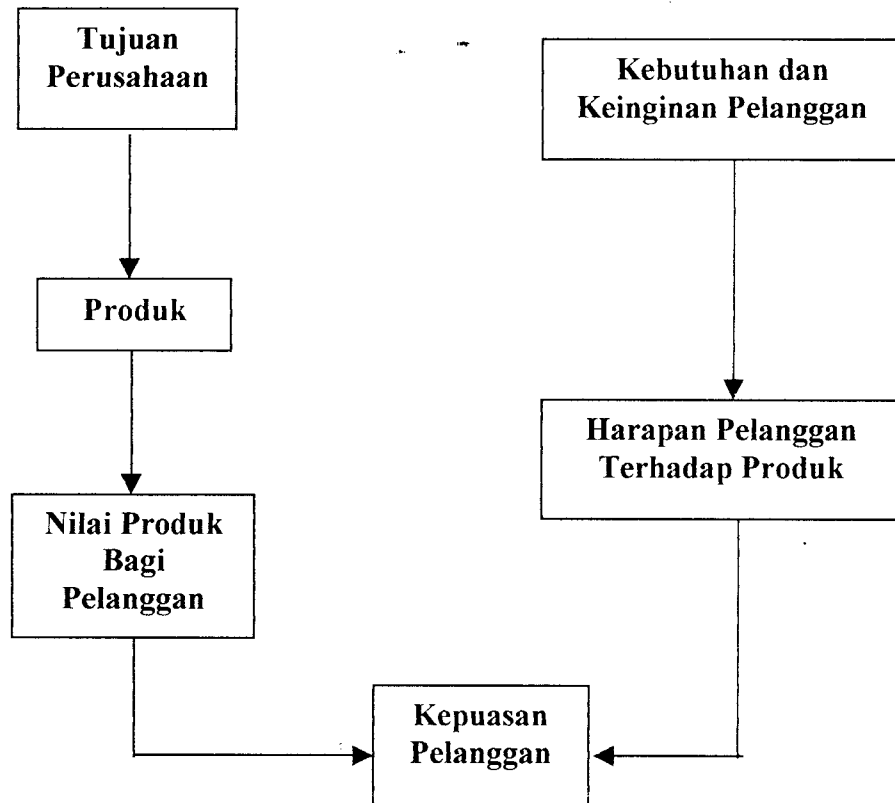 Tujuan
Perusahaan
Kebutuhan dan
Keinginan Pelanggan
Produk
Harapan Pelanggan
Terhadap Produk
Nilai Produk
Bagi
Pelanggan
Kepuasan
Pelanggan